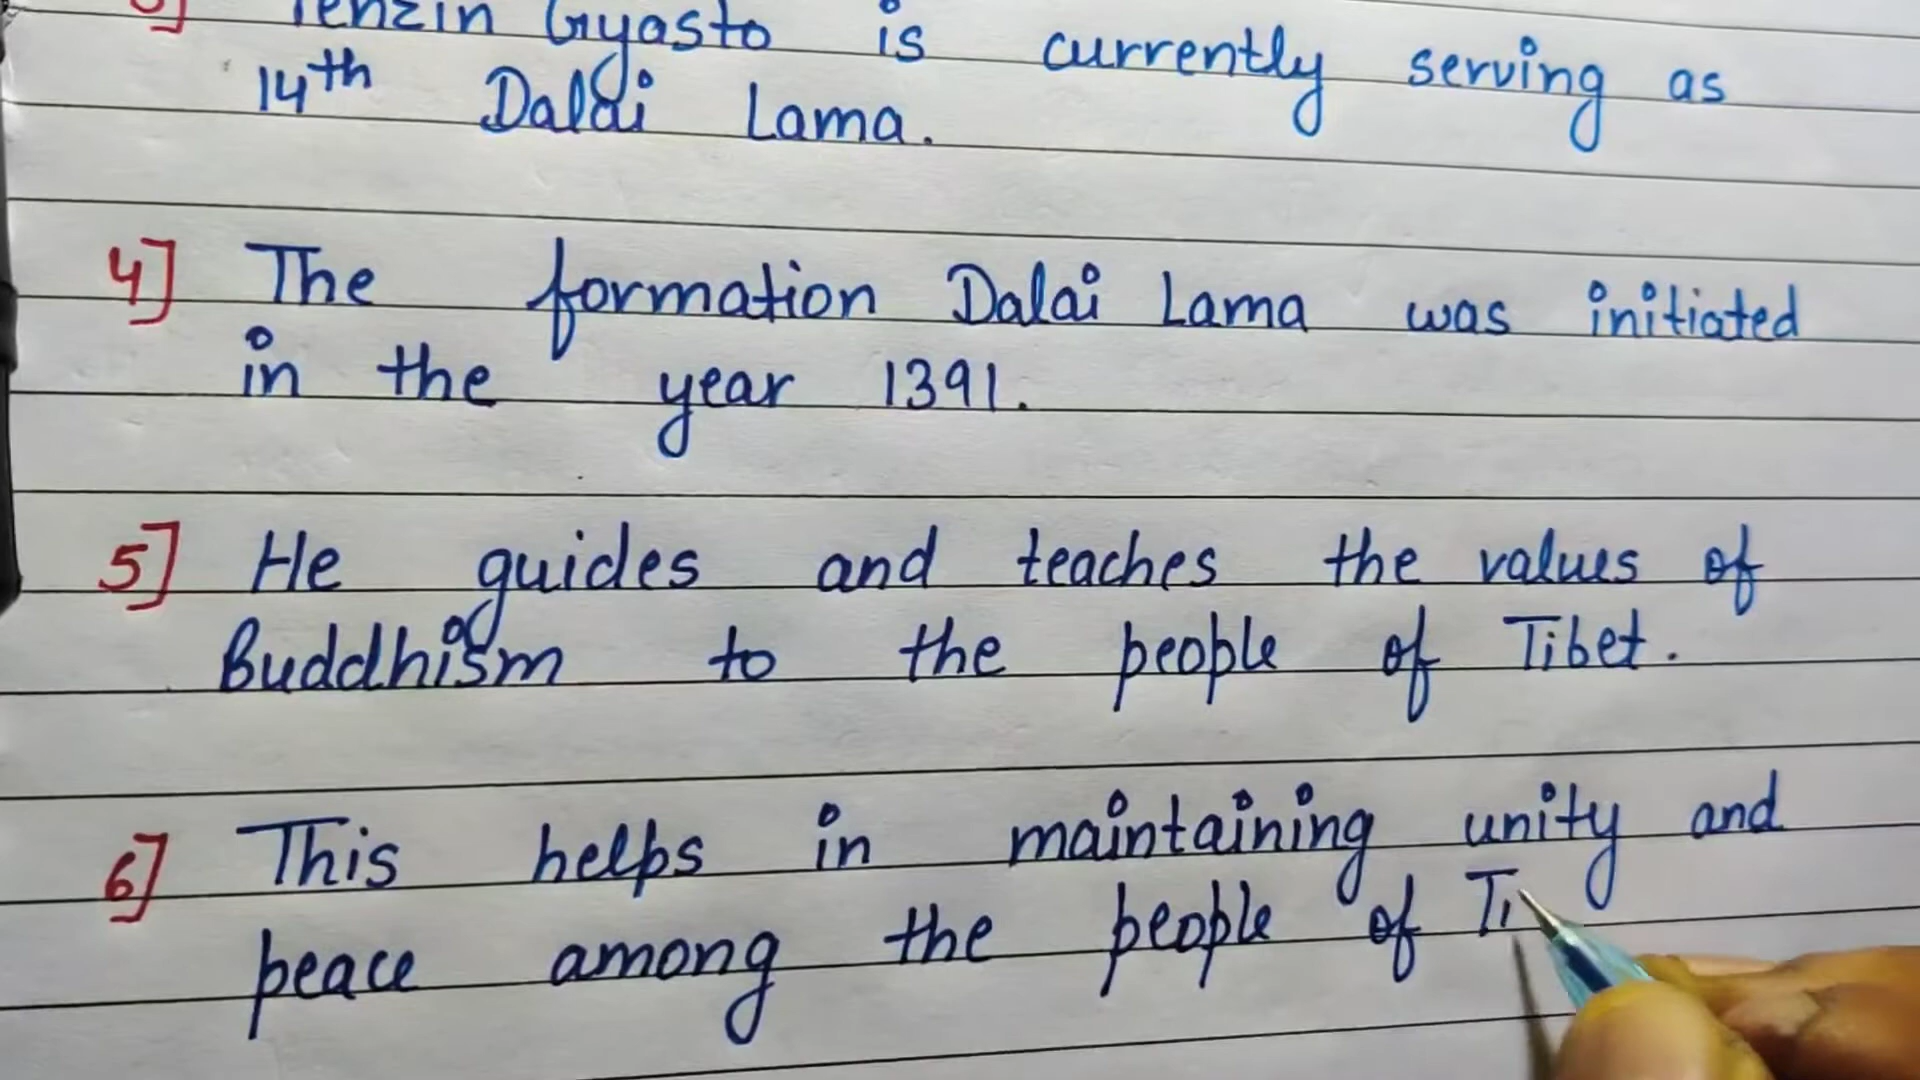 3] Tenzin Gyasto is currently serving as
14th Dalai Lama.
4] The formation Dalai Lama was initiated
in the year 1391.
5] He guides and teaches the values of
Buddhism to the people of Tibet.
6] This helps in maintaining unity and
peace among the people of Ti